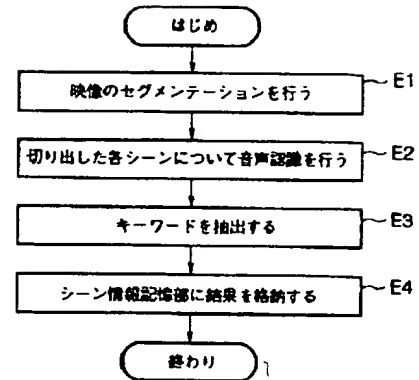 はじめ
映像のセグメンテーションを行う E1
切り出した各シーンについて音声認識を行う E2
キーワードを抽出する E3
シーン情報記憶部に結果を格納する E4
終わり